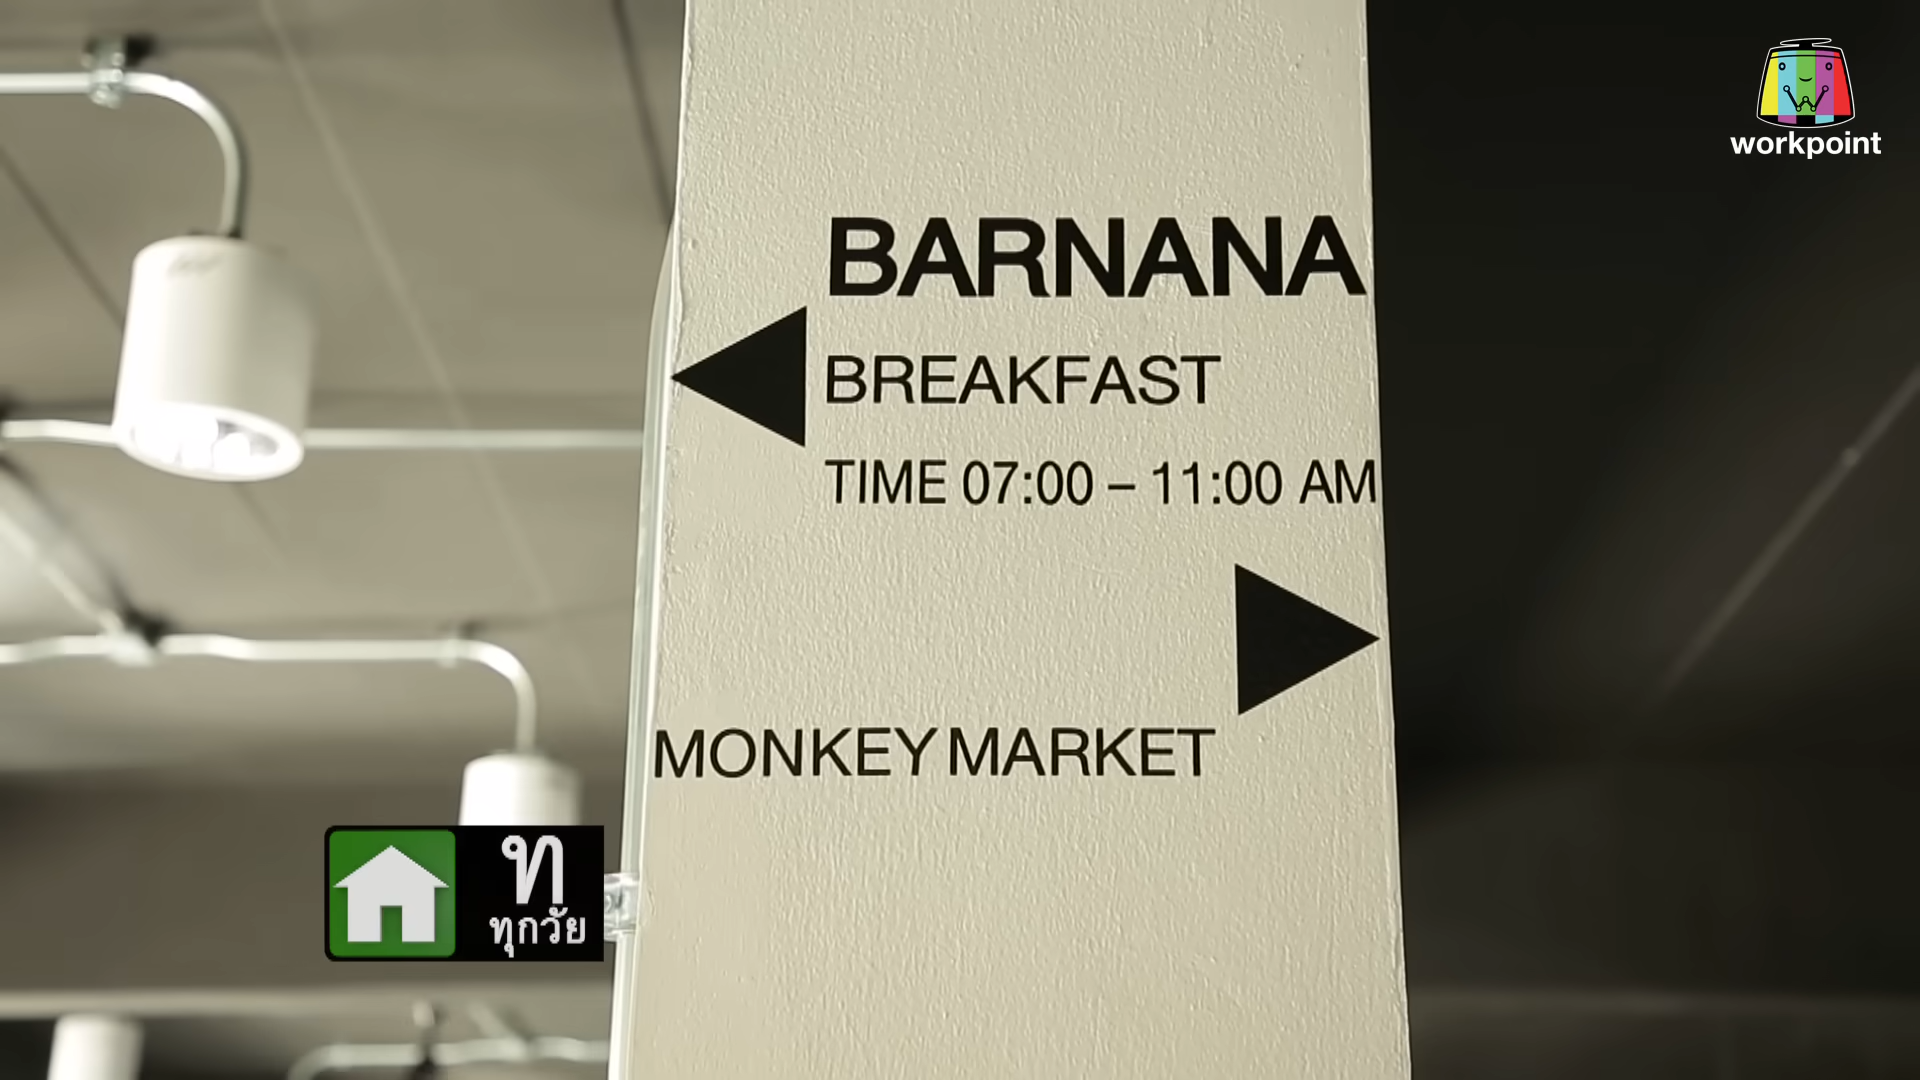 workpoint
BARNANA
BREAKFAST
TIME 07:00 – 11:00 AM
MONKEY MARKET
ท
ทุกวัย